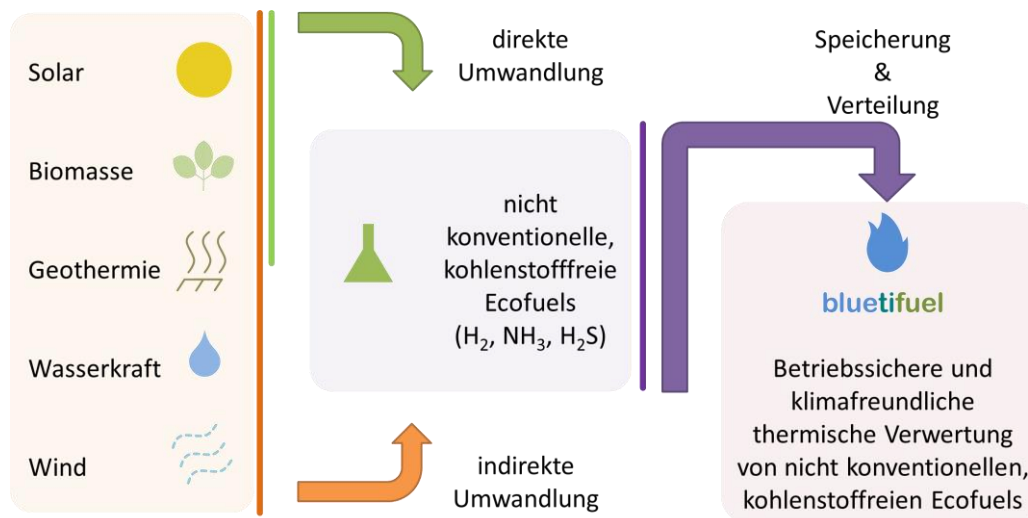 Solar
Biomasse
Geothermie
Wasserkraft
Wind
direkte
Umwandlung
nicht
konventionelle,
kohlenstofffreie
Ecofuels
(H₂, NH₃, H₂S)
indirekte
Umwandlung
Speicherung
&
Verteilung
bluetifuel
Betriebssichere und
klimafreundliche
thermische Verwertung
von nicht konventionellen,
kohlenstoffreien Ecofuels